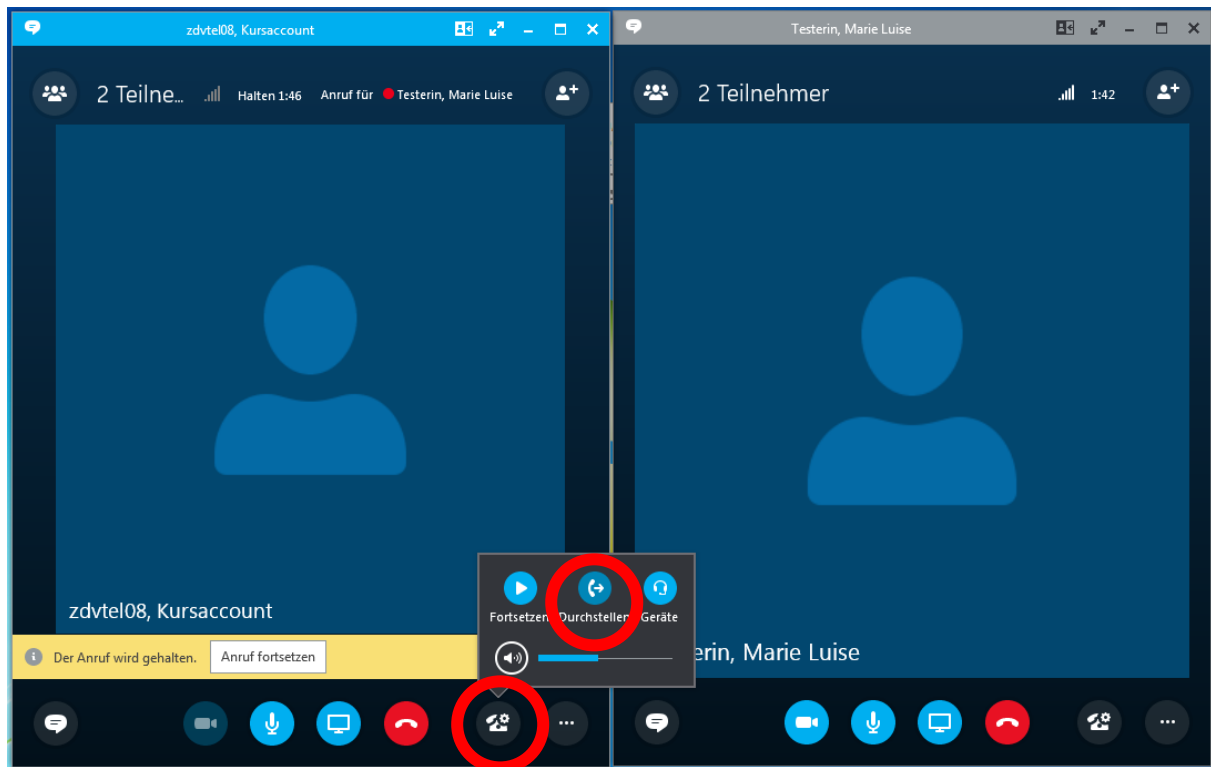 zdvtel08, Kursaccount
2 Teilne... Halten 1:46 Anruf für Testerin, Marie Luise
zdvtel08, Kursaccount
Der Anruf wird gehalten. Anruf fortsetzen
Fortsetzen Durchstellen Geräte
Testerin, Marie Luise
2 Teilnehmer 1:42
erin, Marie Luise